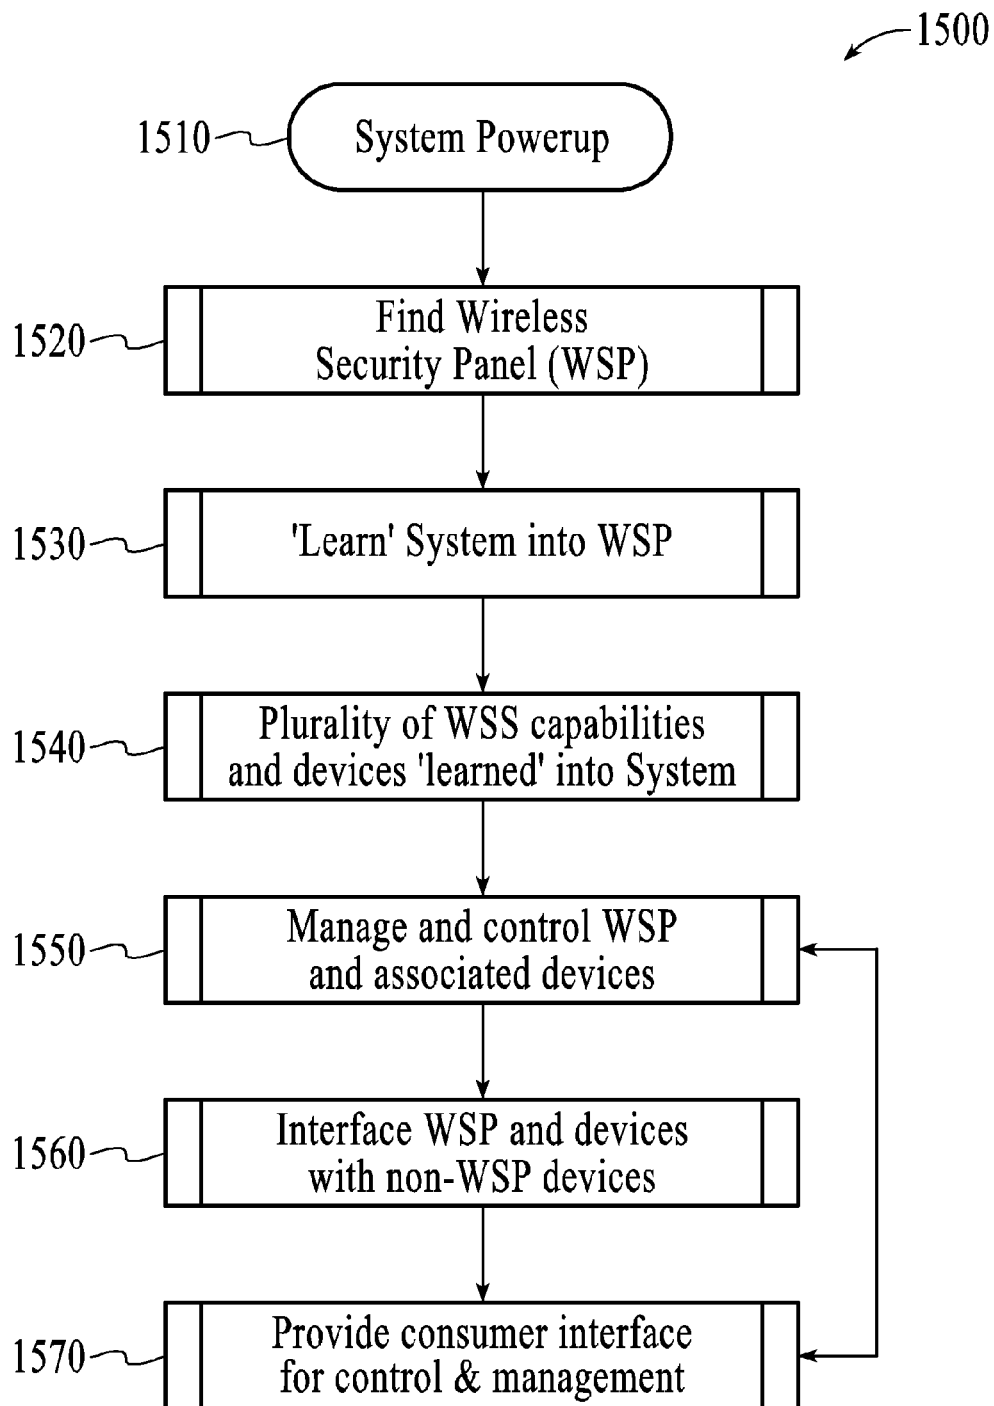 1500
1510
System Powerup
1520
Find Wireless
Security Panel (WSP)
1530
'Learn' System into WSP
1540
Plurality of WSS capabilities
and devices 'learned' into System
1550
Manage and control WSP
and associated devices
1560
Interface WSP and devices
with non-WSP devices
1570
Provide consumer interface
for control & management